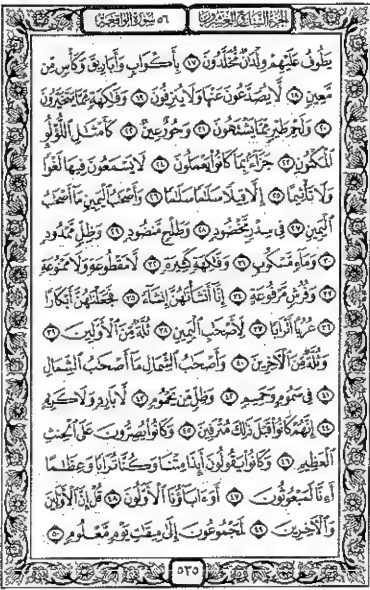 الجزء السابع والعشرون ٥٦ سورة الواقعة
يَطُوفُ عَلَيْهِمْ وِلْدَٰنٌ مُّخَلَّدُونَ ١٧ بِأَكْوَابٍ وَأَبَارِيقَ وَكَأْسٍ مِّن
مَّعِينٍ ١٨ لَّا يُصَدَّعُونَ عَنْهَا وَلَا يُنزِفُونَ ١٩ وَفَٰكِهَةٍ مِّمَّا يَتَخَيَّرُونَ
٢٠ وَلَحْمِ طَيْرٍ مِّمَّا يَشْتَهُونَ ٢١ وَحُورٌ عِينٌ ٢٢ كَأَمْثَٰلِ ٱللُّؤْلُؤِ
ٱلْمَكْنُونِ ٢٣ جَزَآءًۢ بِمَا كَانُوا۟ يَعْمَلُونَ ٢٤ لَا يَسْمَعُونَ فِيهَا لَغْوًا
وَلَا تَأْثِيمًا ٢٥ إِلَّا قِيلًا سَلَٰمًا سَلَٰمًا ٢٦ وَأَصْحَٰبُ ٱلْيَمِينِ مَآ أَصْحَٰبُ
ٱلْيَمِينِ ٢٧ فِى سِدْرٍ مَّخْضُودٍ ٢٨ وَطَلْحٍ مَّنضُودٍ ٢٩ وَظِلٍّ مَّمْدُودٍ
٣٠ وَمَآءٍ مَّسْكُوبٍ ٣١ وَفَٰكِهَةٍ كَثِيرَةٍ ٣٢ لَّا مَقْطُوعَةٍ وَلَا مَمْنُوعَةٍ
٣٣ وَفُرُشٍ مَّرْفُوعَةٍ ٣٤ إِنَّآ أَنشَأْنَٰهُنَّ إِنشَآءً ٣٥ فَجَعَلْنَٰهُنَّ أَبْكَارًا
٣٦ عُرُبًا أَتْرَابًا ٣٧ لِّأَصْحَٰبِ ٱلْيَمِينِ ٣٨ ثُلَّةٌ مِّنَ ٱلْأَوَّلِينَ ٣٩
وَثُلَّةٌ مِّنَ ٱلْءَاخِرِينَ ٤٠ وَأَصْحَٰبُ ٱلشِّمَالِ مَآ أَصْحَٰبُ ٱلشِّمَالِ
٤١ فِى سَمُومٍ وَحَمِيمٍ ٤٢ وَظِلٍّ مِّن يَحْمُومٍ ٤٣ لَّا بَارِدٍ وَلَا كَرِيمٍ
٤٤ إِنَّهُمْ كَانُوا۟ قَبْلَ ذَٰلِكَ مُتْرَفِينَ ٤٥ وَكَانُوا۟ يُصِرُّونَ عَلَى ٱلْحِنثِ
ٱلْعَظِيمِ ٤٦ وَكَانُوا۟ يَقُولُونَ أَئِذَا مِتْنَا وَكُنَّا تُرَابًا وَعِظَٰمًا
أَءِنَّا لَمَبْعُوثُونَ ٤٧ أَوَءَابَآؤُنَا ٱلْأَوَّلُونَ ٤٨ قُلْ إِنَّ ٱلْأَوَّلِينَ
وَٱلْءَاخِرِينَ ٤٩ لَمَجْمُوعُونَ إِلَىٰ مِيقَٰتِ يَوْمٍ مَّعْلُومٍ ٥٠
٥٣٥